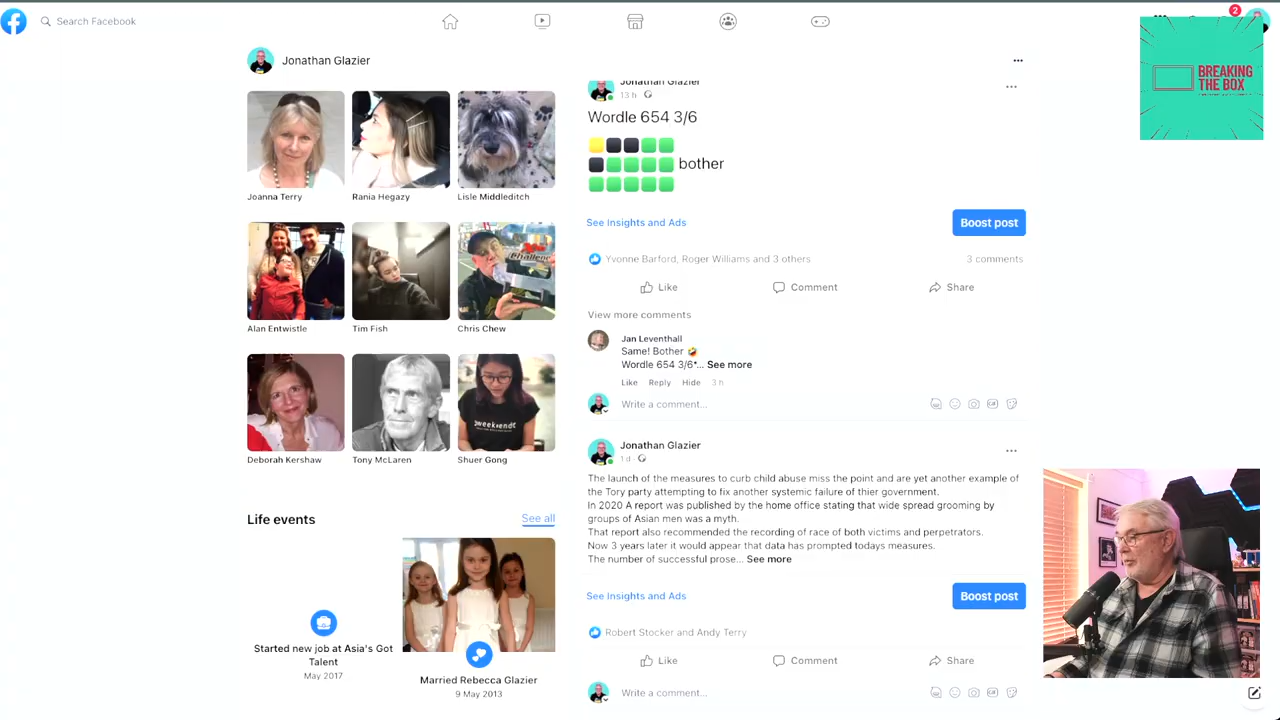 Search Facebook
2
BREAKING
THE BOX
Jonathan Glazier
Joanna Terry
Rania Hegazy
Lisle Middleditch
Alan Entwistle
Tim Fish
Chris Chew
Deborah Kershaw
Tony McLaren
Shuer Gong
Life events
See all
Started new job at Asia's Got
Talent
May 2017
Married Rebecca Glazier
9 May 2013
Jonathan Glazier
13 h
Wordle 654 3/6
bother
See Insights and Ads
Boost post
Yvonne Barford, Roger Williams and 3 others
3 comments
Like
Comment
Share
View more comments
Jan Leventhall
Same! Bother 🤣
Wordle 654 3/6*... See more
Like Reply Hide 3 h
Write a comment...
Jonathan Glazier
1 d ·
The launch of the measures to curb child abuse miss the point and are yet another example of
the Tory party attempting to fix another systemic failure of thier government.
In 2020 A report was published by the home office stating that wide spread grooming by
groups of Asian men was a myth.
That report also recommended the recording of race of both victims and perpetrators.
Now 3 years later it would appear that data has prompted todays measures.
The number of successful prose... See more
See Insights and Ads
Boost post
Robert Stocker and Andy Terry
Like
Comment
Share
Write a comment...